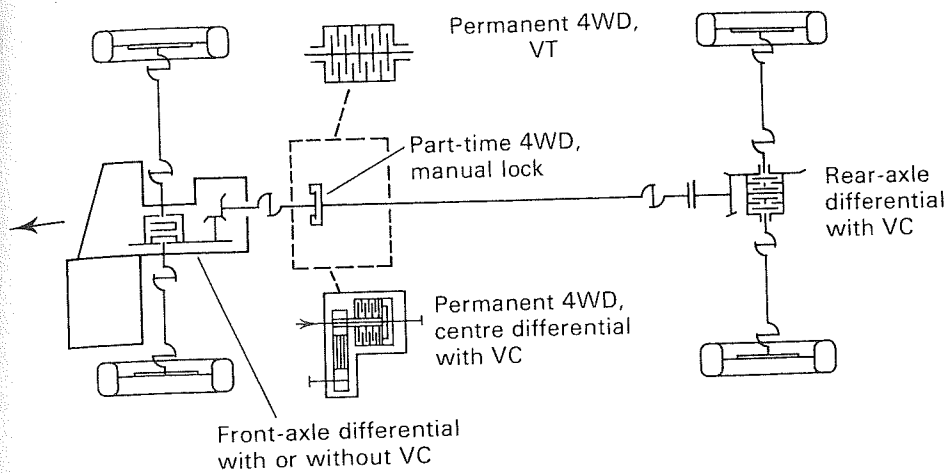 Permanent 4WD,
VT
Part-time 4WD,
manual lock
Rear-axle
differential
with VC
Permanent 4WD,
centre differential
with VC
Front-axle differential
with or without VC